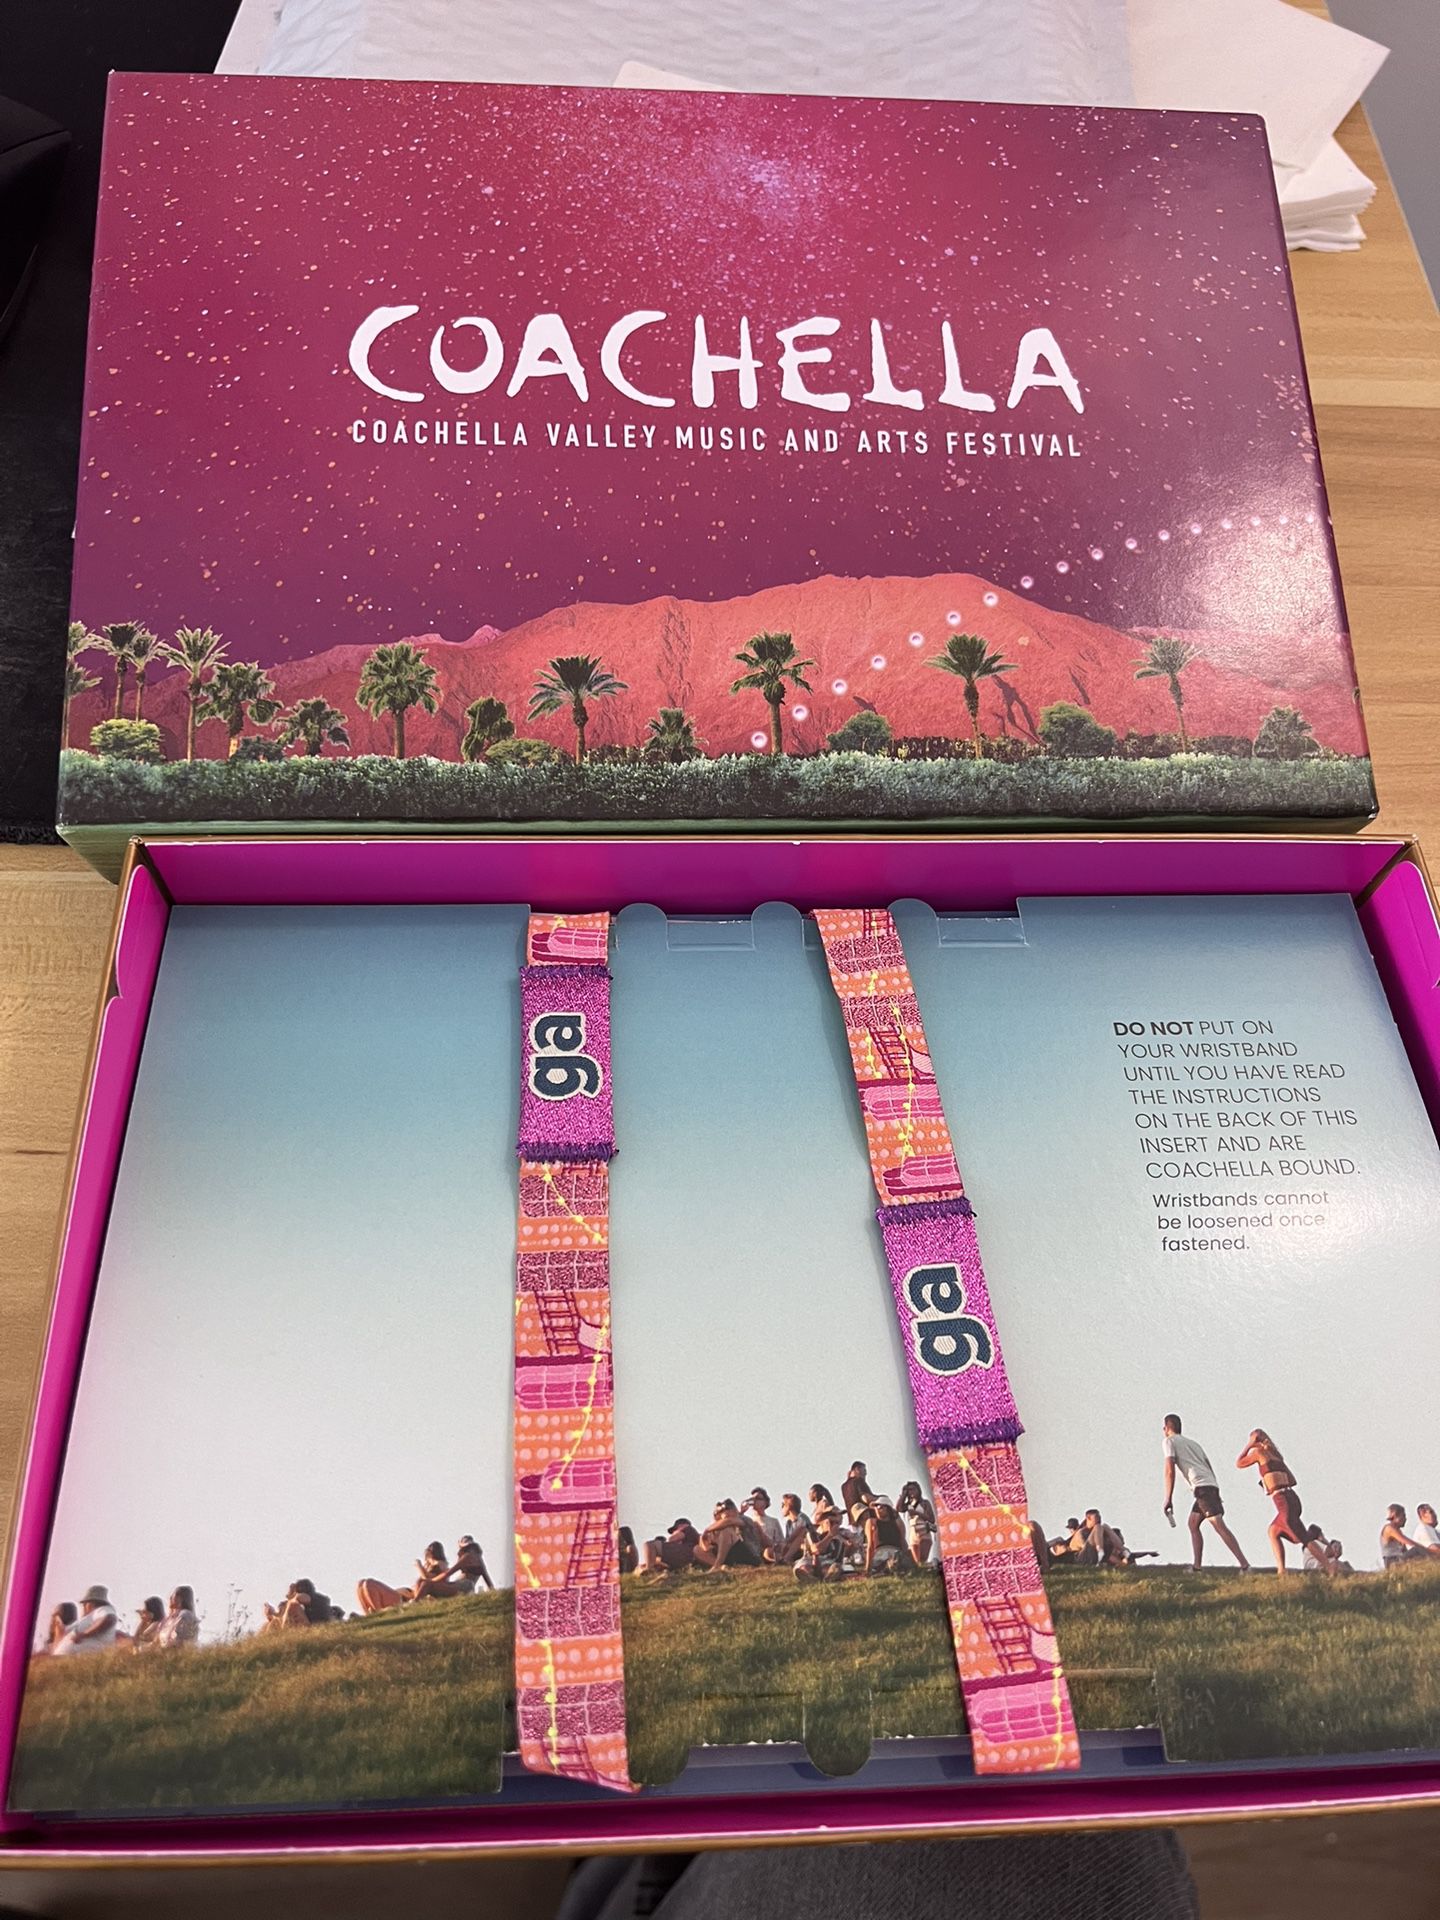 COACHELLA
COACHELLA VALLEY MUSIC AND ARTS FESTIVAL
ga
ga
DO NOT PUT ON
YOUR WRISTBAND
UNTIL YOU HAVE READ
THE INSTRUCTIONS
ON THE BACK OF THIS
INSERT AND ARE
COACHELLA BOUND.
Wristbands cannot
be loosened once
fastened.